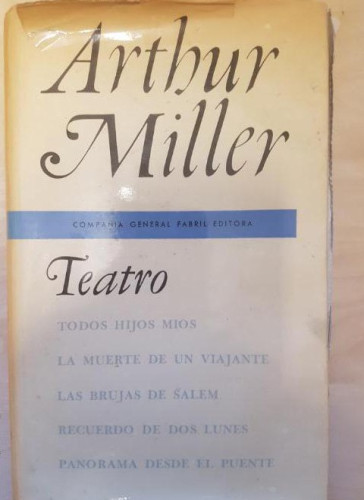 Arthur
Miller
COMPAÑIA GENERAL FABRIL EDITORA
Teatro
TODOS HIJOS MIOS
LA MUERTE DE UN VIAJANTE
LAS BRUJAS DE SALEM
RECUERDO DE DOS LUNES
PANORAMA DESDE EL PUENTE